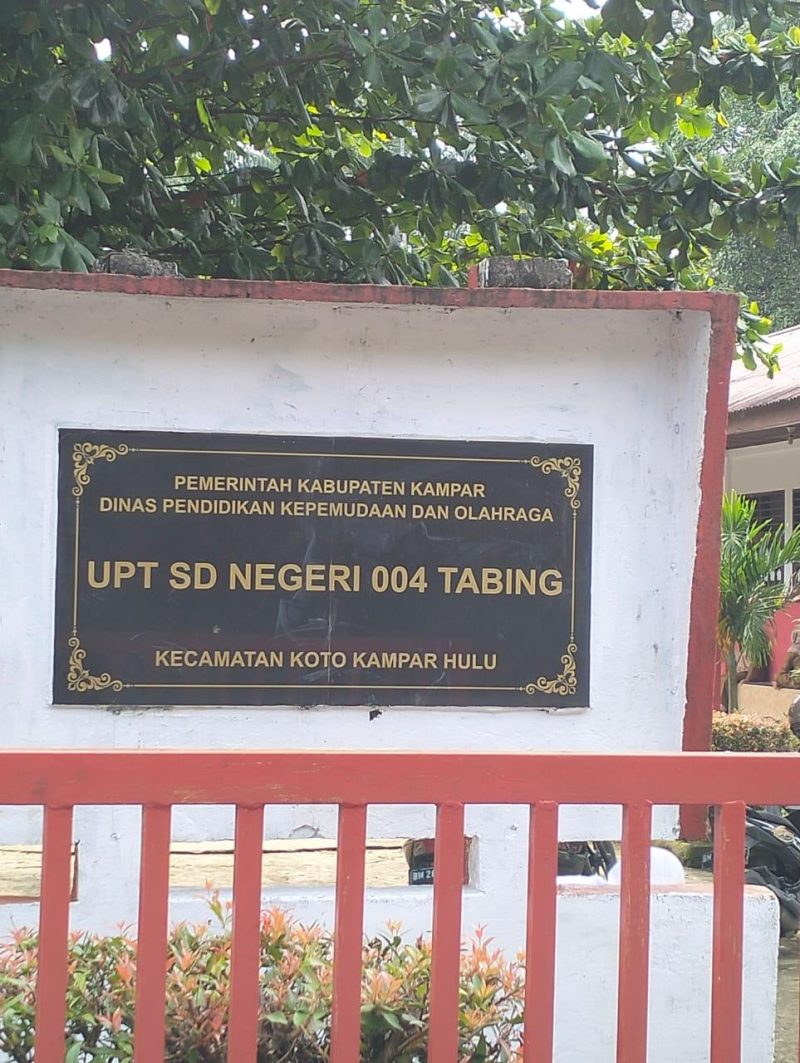 PEMERINTAH KABUPATEN KAMPAR
DINAS PENDIDIKAN KEPEMUDAAN DAN OLAHRAGA
UPT SD NEGERI 004 TABING
KECAMATAN KOTO KAMPAR HULU